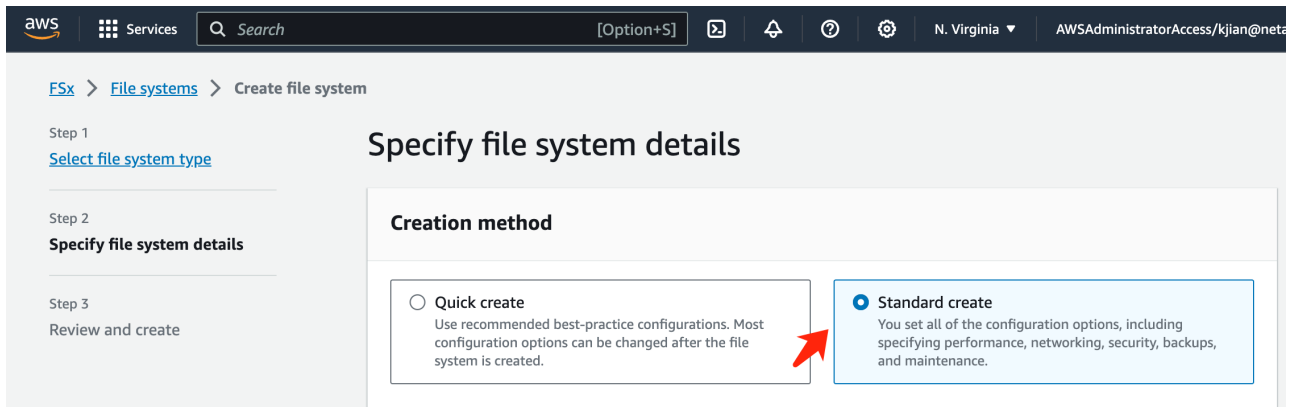 aws
Services
Search
[Option+S]
N. Virginia
AWSAdministratorAccess/kjian@neta
FSx
File systems
Create file system
Step 1
Select file system type
Step 2
Specify file system details
Step 3
Review and create
Specify file system details
Creation method
Quick create
Use recommended best-practice configurations. Most
configuration options can be changed after the file
system is created.
Standard create
You set all of the configuration options, including
specifying performance, networking, security, backups,
and maintenance.